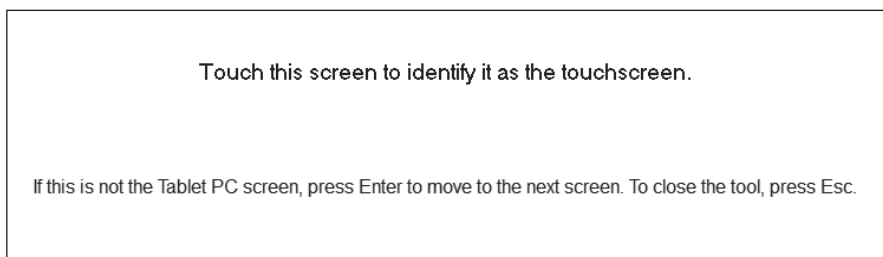 Touch this screen to identify it as the touchscreen.
If this is not the Tablet PC screen, press Enter to move to the next screen. To close the tool, press Esc.